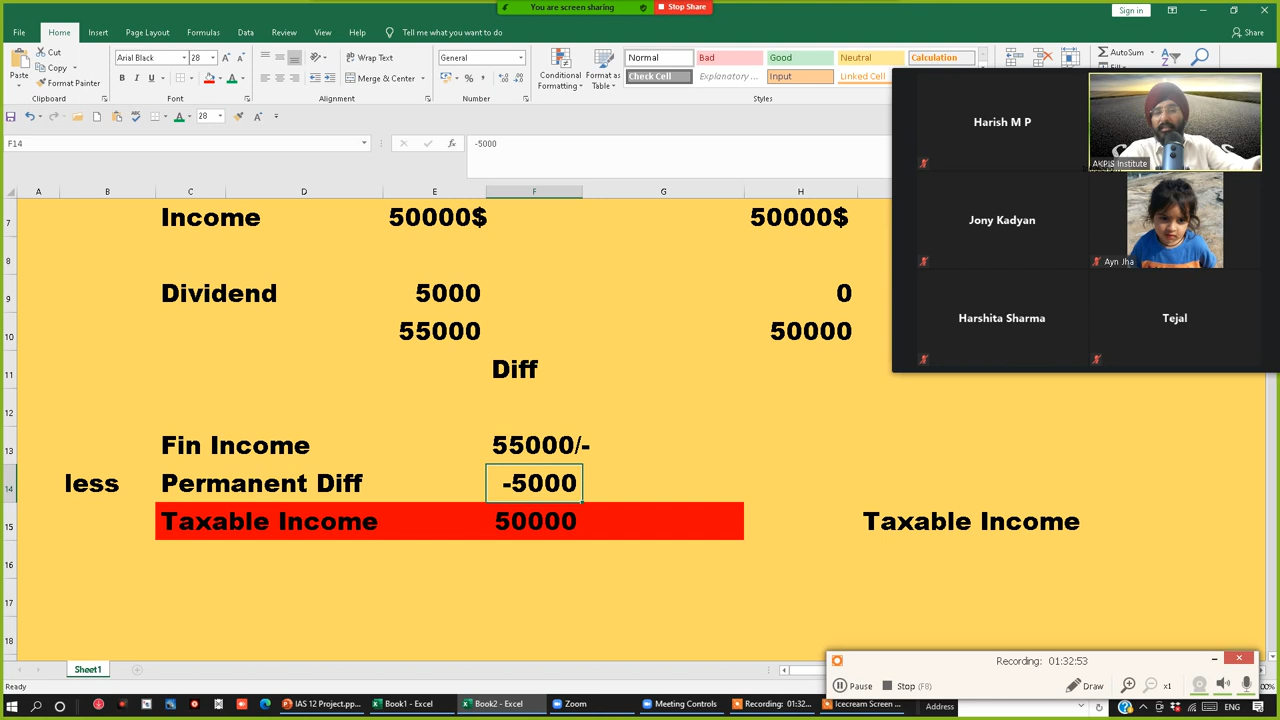 You are screen sharing Stop Share
Sign in
File Home Insert Page Layout Formulas Data Review View Help Tell me what you want to do Share
Paste Cut Copy Format Painter Clipboard
Arial Black 28 B I U Font
Wrap Text Merge & Center Alignment
General % Number
Conditional Formatting Format as Table
Normal Bad Good Neutral Calculation
Check Cell Explanatory ... Input Linked Cell
Styles
AutoSum
28
F14 fx -5000
A B C D E F G H
7 Income 50000$ 50000$
8
9 Dividend 5000 0
10 55000 50000
11 Diff
12
13 Fin Income 55000/-
14 less Permanent Diff -5000
15 Taxable Income 50000 Taxable Income
16
17
18
Harish M P
AKPIS Institute
Jony Kadyan
Ayn Jha
Harshita Sharma
Tejal
Sheet1
Ready
Recording: 01:32:53
Pause Stop (F8) Draw x1
IAS 12 Project.pp... Book1 - Excel Book2 - Excel Zoom Meeting Controls Recording: 01:32... Icecream Screen ... Address ENG